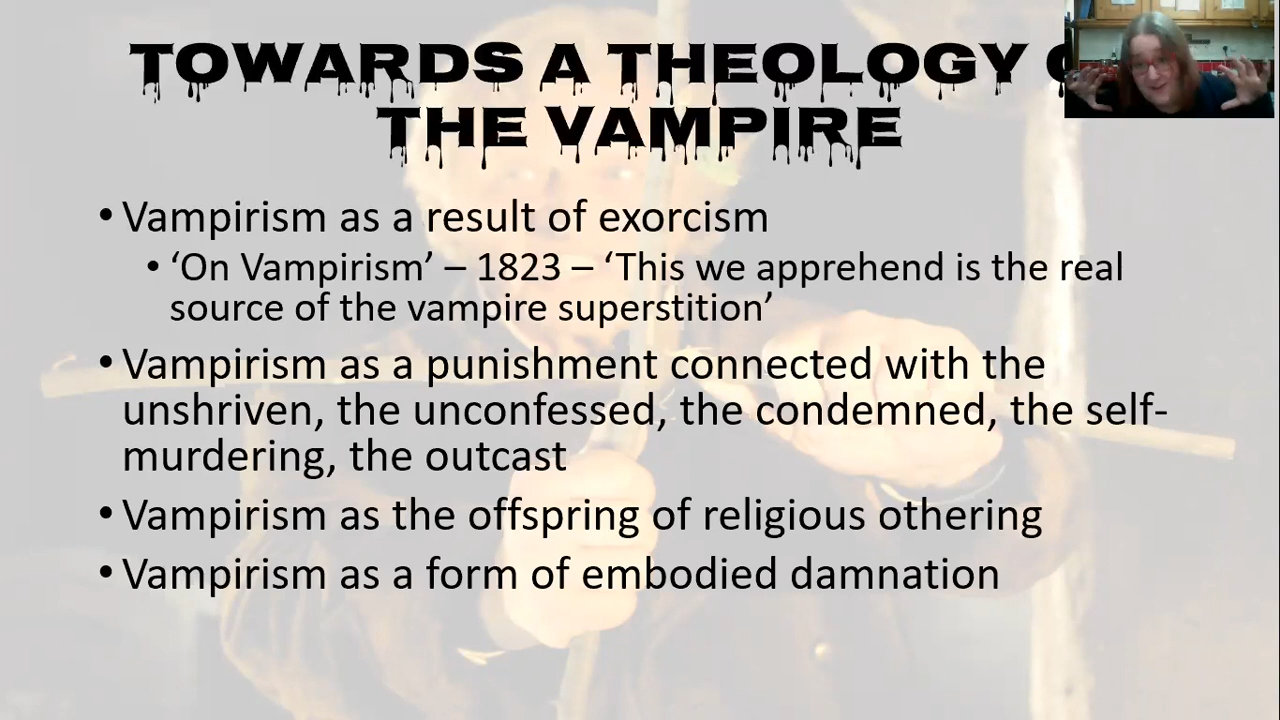 TOWARDS A THEOLOGY
THE VAMPIRE
• Vampirism as a result of exorcism
• ‘On Vampirism’ – 1823 – ‘This we apprehend is the real
source of the vampire superstition’
• Vampirism as a punishment connected with the
unshriven, the unconfessed, the condemned, the self-
murdering, the outcast
• Vampirism as the offspring of religious othering
• Vampirism as a form of embodied damnation